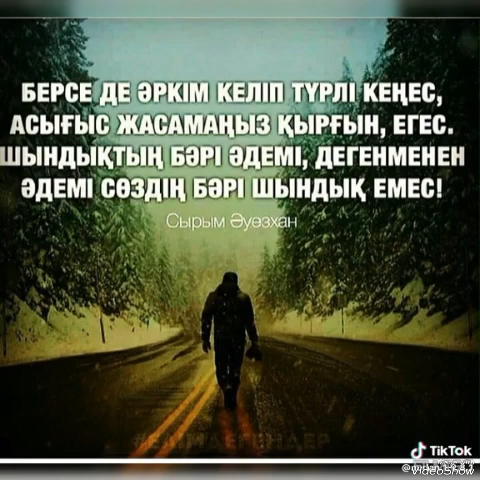 БЕРСЕ ДЕ ӘРКІМ КЕЛІП ТҮРЛІ КЕҢЕС,
АСЫҒЫС ЖАСАМАҢЫЗ ҚЫРҒЫН, ЕГЕС.
ШЫНДЫҚТЫҢ БӘРІ ӘДЕМІ, ДЕГЕНМЕНЕН
ӘДЕМІ СӨЗДІҢ БӘРІ ШЫНДЫҚ ЕМЕС!
Сырым Әуезхан
TikTok
VideoShow